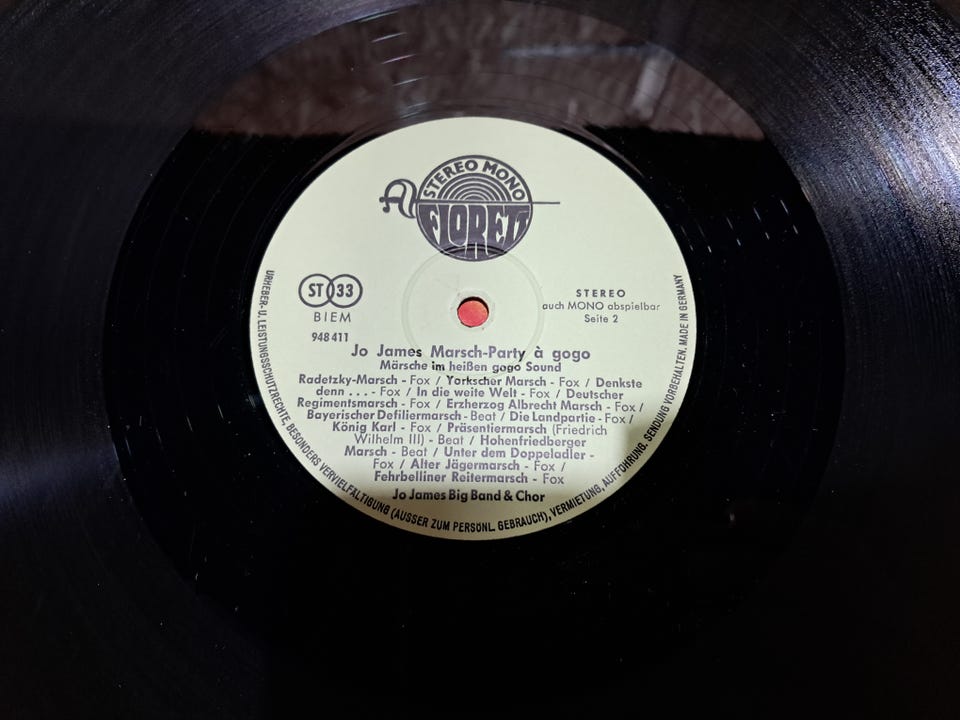 STEREO MONO
FLORETT
ST 33
BIEM
948 411
STEREO
auch MONO abspielbar
Seite 2
Jo James Marsch-Party à gogo
Märsche im heißen gogo Sound
Radetzky-Marsch - Fox / Yorkscher Marsch - Fox / Denkste
denn . . . - Fox / In die weite Welt - Fox / Deutscher
Regimentsmarsch - Fox / Erzherzog Albrecht Marsch - Fox /
Bayerischer Defiliermarsch - Beat / Die Landpartie - Fox /
König Karl - Fox / Präsentiermarsch (Friedrich
Wilhelm III) - Beat / Hohenfriedberger
Marsch - Beat / Unter dem Doppeladler -
Fox / Alter Jägermarsch - Fox /
Fehrbelliner Reitermarsch - Fox
Jo James Big Band & Chor
URHEBER- U. LEISTUNGSSCHUTZRECHTE, BESONDERS VERVIELFÄLTIGUNG (AUSSER ZUM PERSÖNL. GEBRAUCH), VERMIETUNG, AUFFÜHRUNG, SENDUNG VORBEHALTEN. MADE IN GERMANY